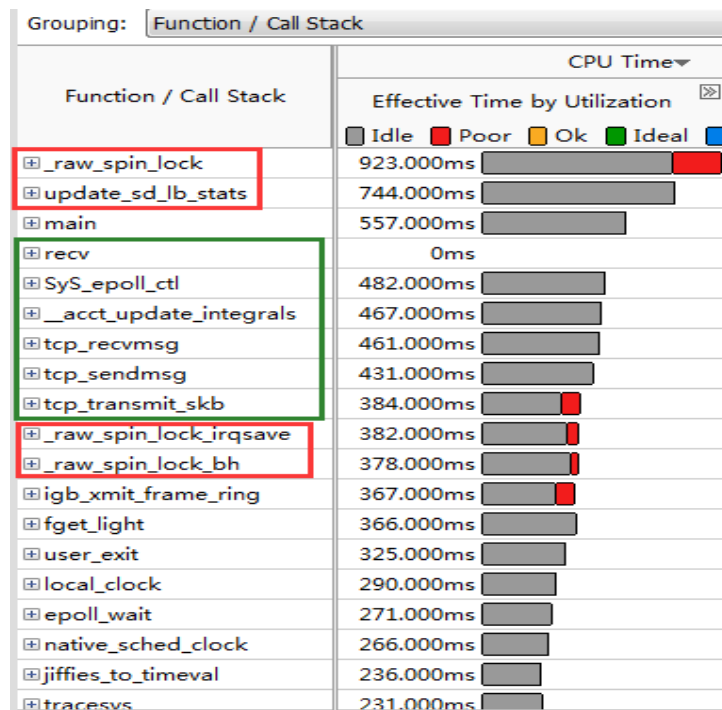 Grouping: Function / Call Stack
CPU Time
Function / Call Stack
Effective Time by Utilization
Idle Poor Ok Ideal
_raw_spin_lock 923.000ms
update_sd_lb_stats 744.000ms
main 557.000ms
recv 0ms
SyS_epoll_ctl 482.000ms
__acct_update_integrals 467.000ms
tcp_recvmsg 461.000ms
tcp_sendmsg 431.000ms
tcp_transmit_skb 384.000ms
_raw_spin_lock_irqsave 382.000ms
_raw_spin_lock_bh 378.000ms
igb_xmit_frame_ring 367.000ms
fget_light 366.000ms
user_exit 325.000ms
local_clock 290.000ms
epoll_wait 271.000ms
native_sched_clock 266.000ms
jiffies_to_timeval 236.000ms
tracesys 231.000ms